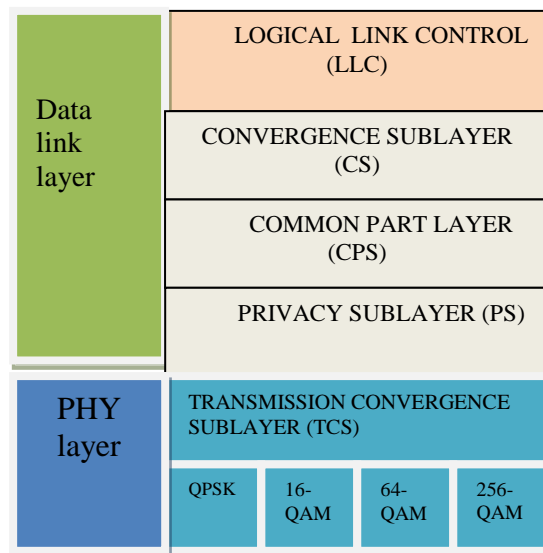 Data
link
layer
LOGICAL LINK CONTROL
(LLC)
CONVERGENCE SUBLAYER
(CS)
COMMON PART LAYER
(CPS)
PRIVACY SUBLAYER (PS)
PHY
layer
TRANSMISSION CONVERGENCE
SUBLAYER (TCS)
QPSK
16-
QAM
64-
QAM
256-
QAM